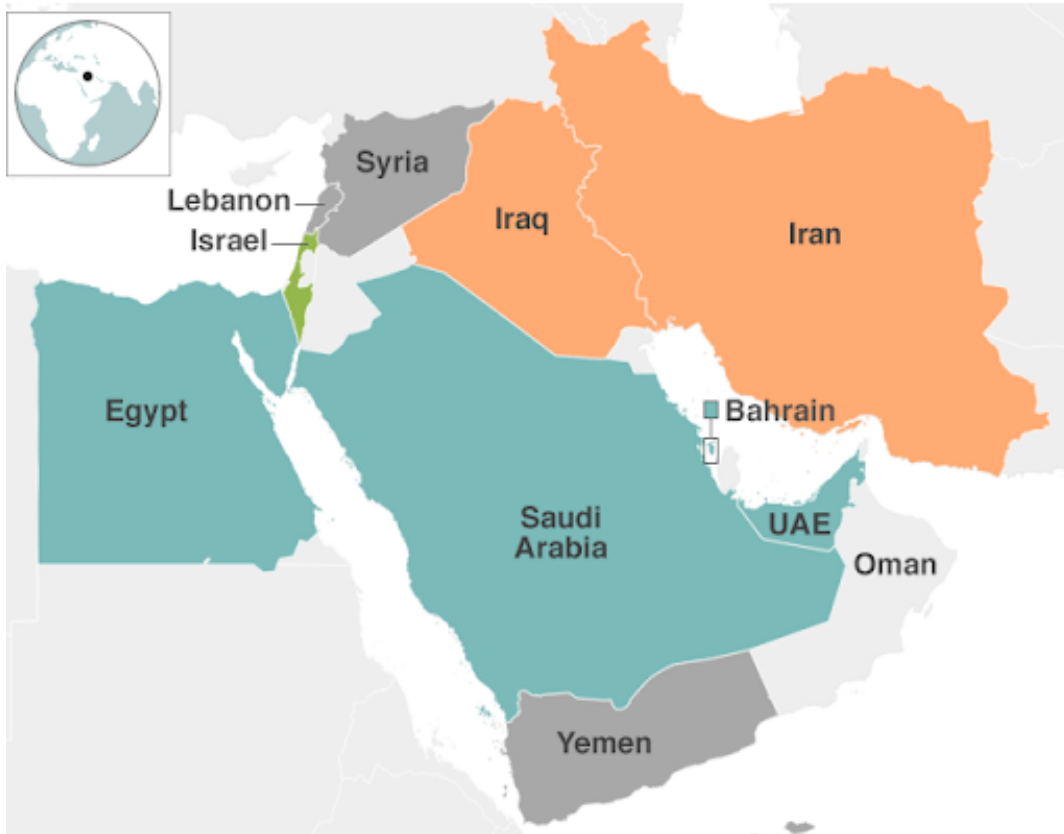 Syria
Lebanon
Israel
Iraq
Iran
Egypt
Bahrain
Saudi
Arabia
UAE
Oman
Yemen